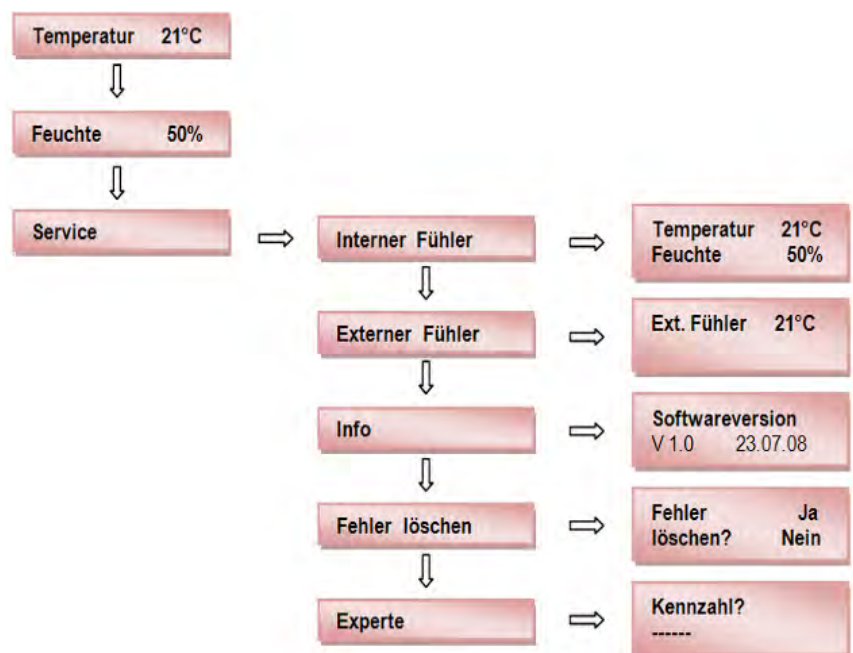 Temperatur 21°C
Feuchte 50%
Service
Interner Fühler
Temperatur 21°C
Feuchte 50%
Externer Fühler
Ext. Fühler 21°C
Info
Softwareversion
V 1.0 23.07.08
Fehler löschen
Fehler Ja
löschen? Nein
Experte
Kennzahl?
------